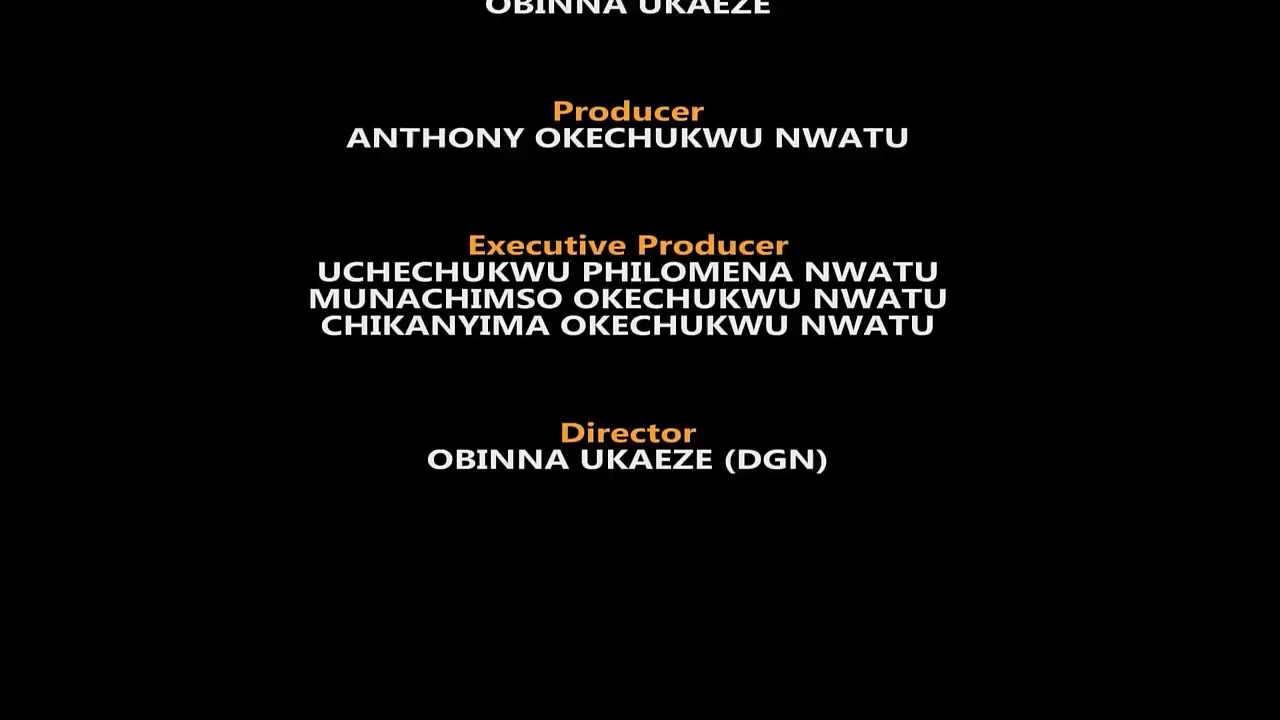 OBINNA UKAEZE
Producer
ANTHONY OKECHUKWU NWATU
Executive Producer
UCHECHUKWU PHILOMENA NWATU
MUNACHIMSO OKECHUKWU NWATU
CHIKANYIMA OKECHUKWU NWATU
Director
OBINNA UKAEZE (DGN)